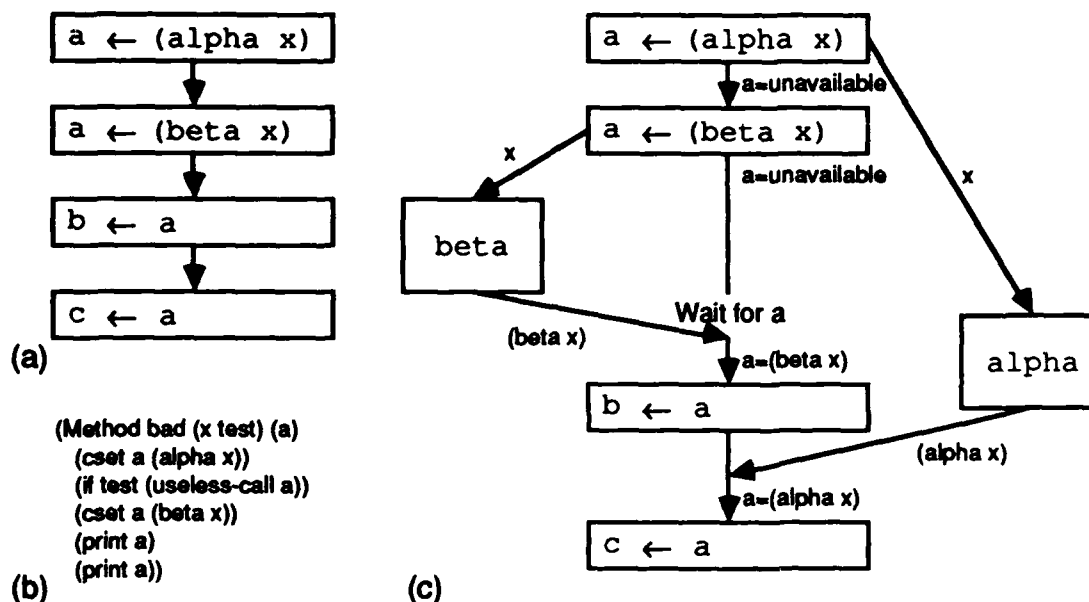 a ← (alpha x)
a ← (beta x)
b ← a
c ← a
(a)
(Method bad (x test) (a)
(cset a (alpha x))
(if test (useless-call a))
(cset a (beta x))
(print a)
(print a))
(b)
a ← (alpha x)
a=unavailable
a ← (beta x)
a=unavailable
x
x
beta
Wait for a
(beta x)
a=(beta x)
alpha
b ← a
(alpha x)
a=(alpha x)
c ← a
(c)